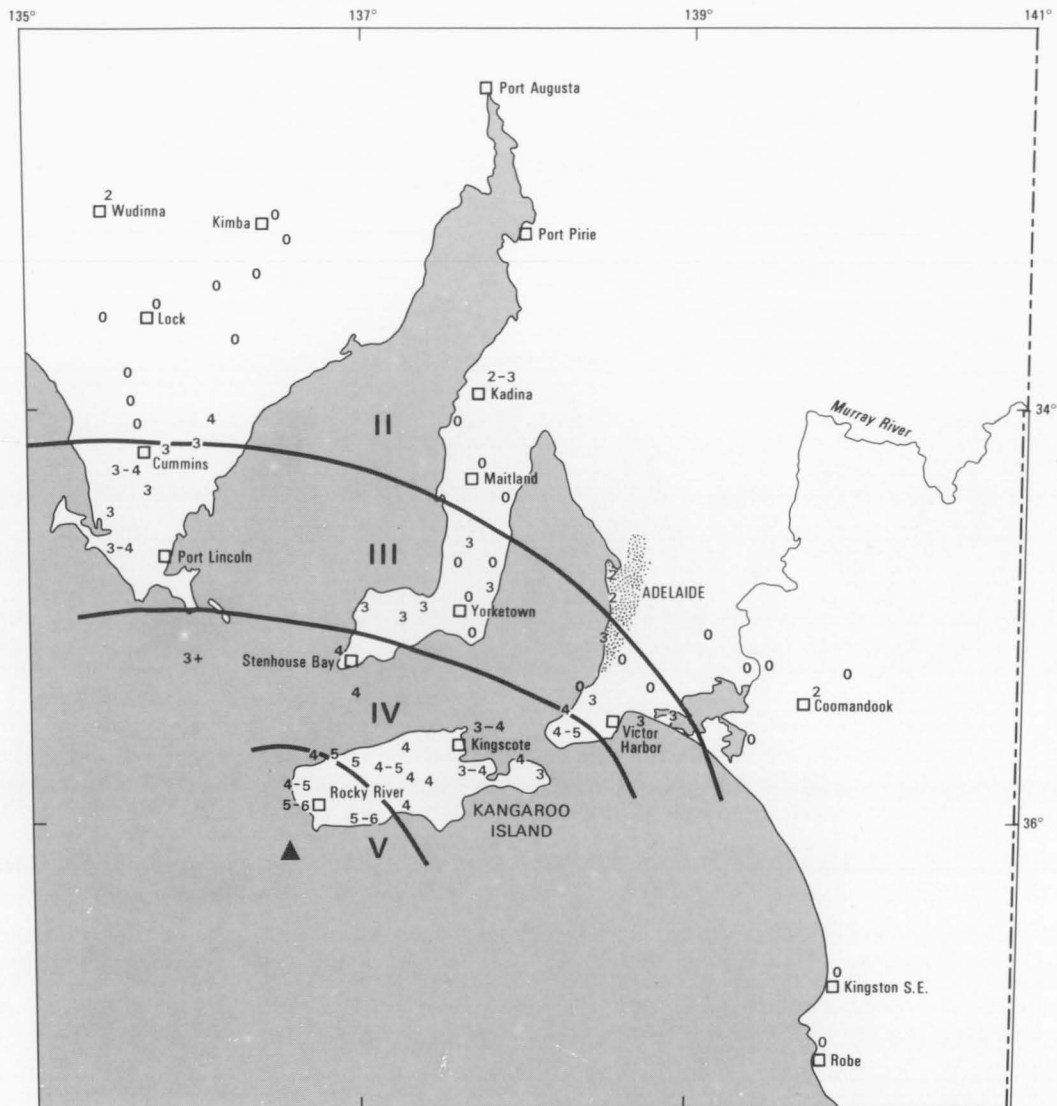 135° 137° 139° 141°
Port Augusta
2
Wudinna
Kimba 0
0
Port Pirie
0
0
0
0 Lock
0
0
2-3
Kadina
0
4
0
0
34°
Murray River
II
3 3
Cummins
3-4
0
Maitland
3
0
3
III
3
3-4
Port Lincoln
0 0
2
ADELAIDE
3
2
3 3 3
0
Yorketown
0
3
0
4
Stenhouse Bay
3+
0
0 0
0
4
IV
0 3
0
2
Coomandook
4
3-4
Kingscote
4-5
Victor
Harbor
3 3 3
0
4 5 5 4
4-5
4 4
3-4
4
3
4-5
Rocky River
5-6
4
5-6
KANGAROO
ISLAND
V
36°
0
Kingston S.E.
0
Robe